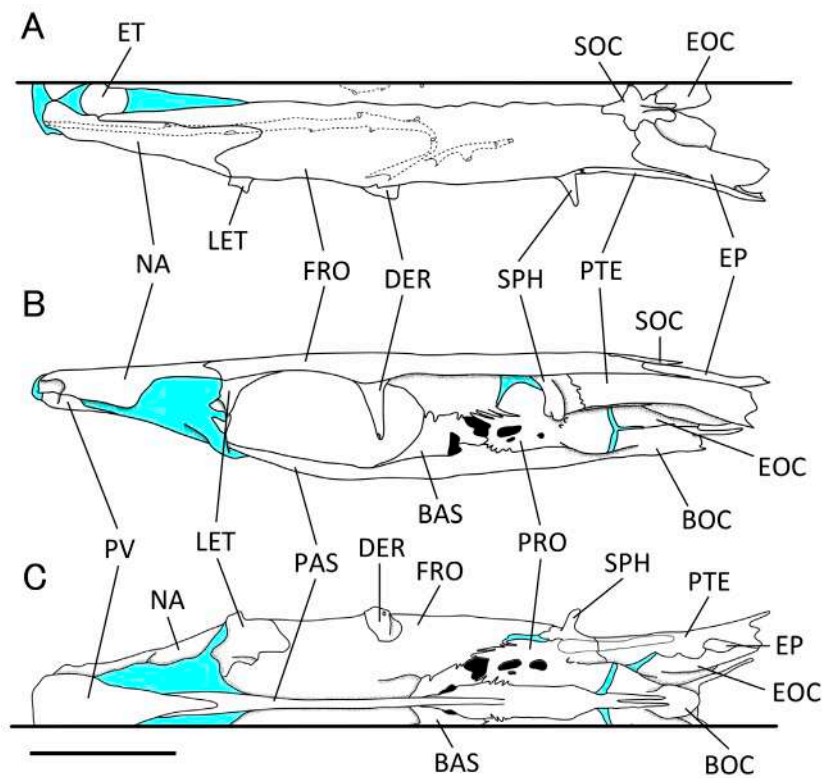 A
ET
SOC
EOC
NA
LET
FRO
DER
SPH
PTE
EP
B
SOC
PV
LET
PAS
BAS
PRO
EOC
BOC
C
NA
DER
FRO
SPH
PTE
EP
EOC
BAS
BOC